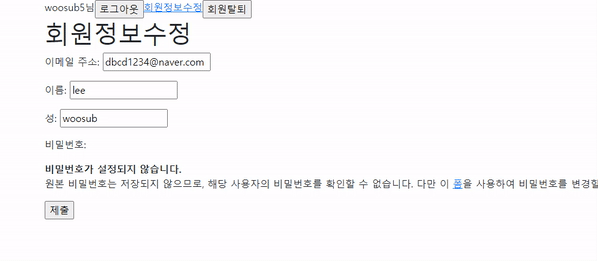 woosub5님 로그아웃 회원정보수정 회원탈퇴
회원정보수정
이메일 주소: dbcd1234@naver.com
이름: lee
성: woosub
비밀번호:
비밀번호가 설정되지 않습니다.
원본 비밀번호는 저장되지 않으므로, 해당 사용자의 비밀번호를 확인할 수 없습니다. 다만 이 폼을 사용하여 비밀번호를 변경할
제출